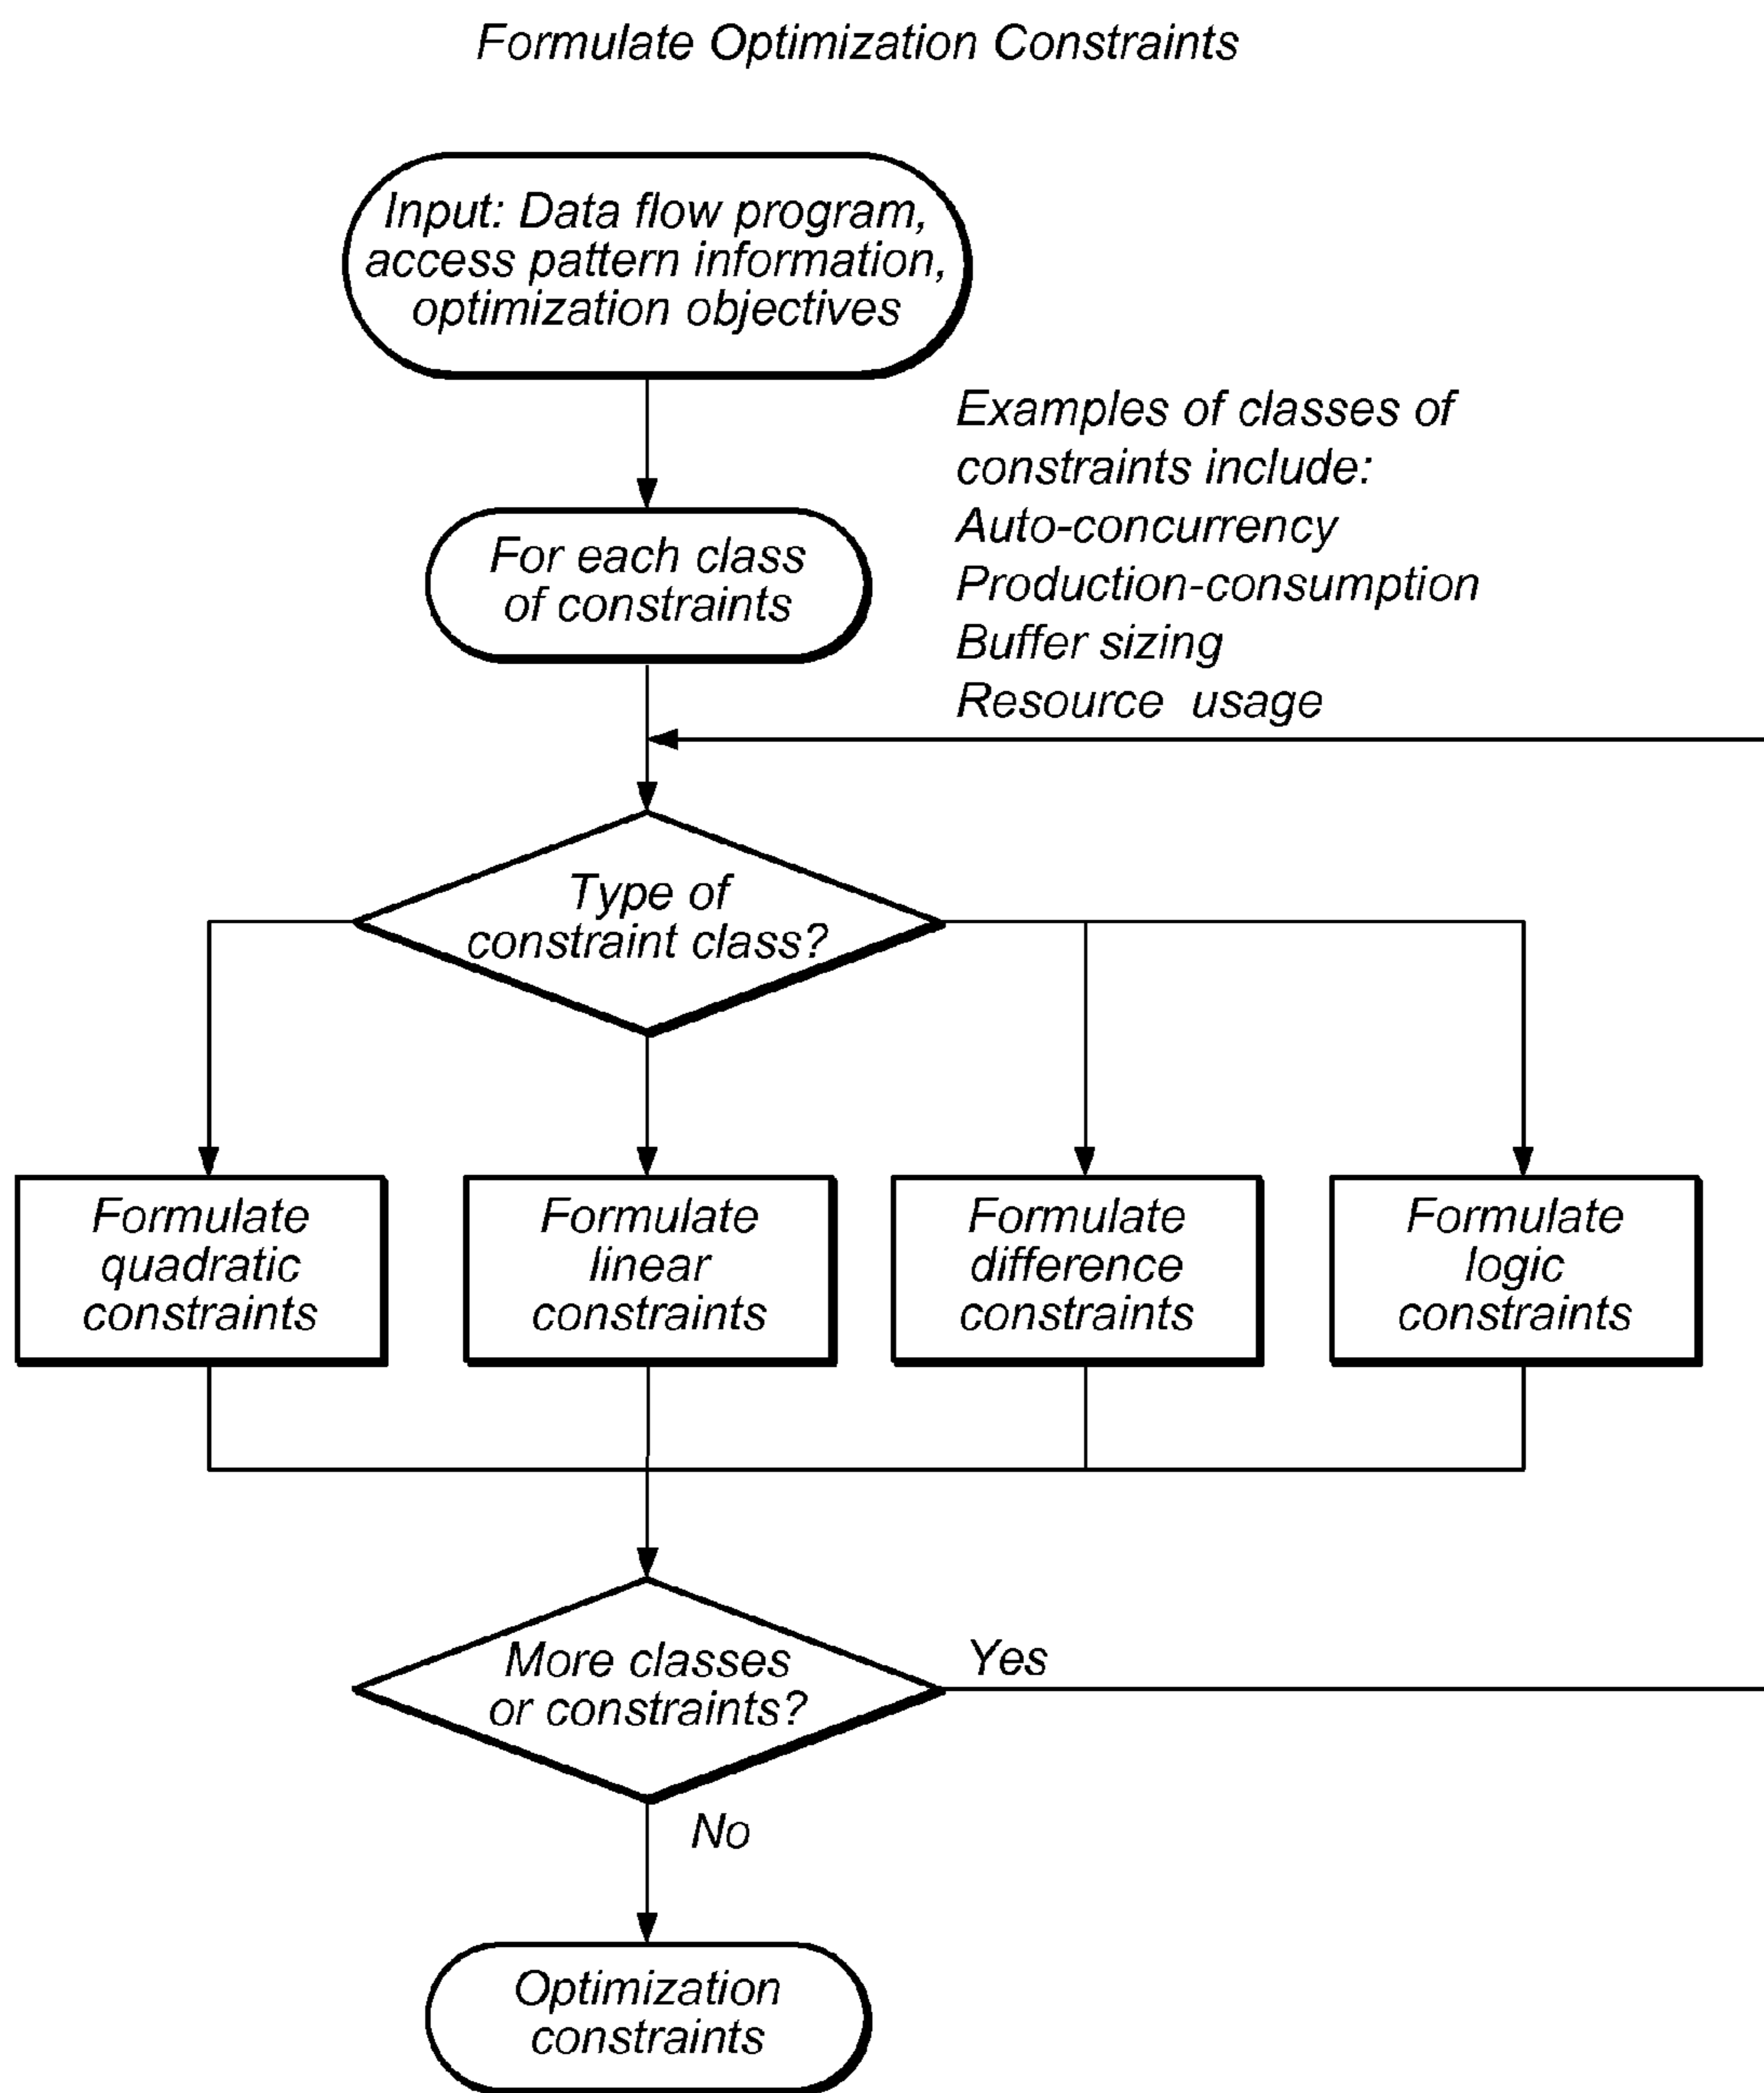 Formulate Optimization Constraints
Input: Data flow program,
access pattern information,
optimization objectives
Examples of classes of
constraints include:
Auto-concurrency
Production-consumption
Buffer sizing
Resource usage
For each class
of constraints
Type of
constraint class?
Formulate
quadratic
constraints
Formulate
linear
constraints
Formulate
difference
constraints
Formulate
logic
constraints
More classes
or constraints?
Yes
No
Optimization
constraints